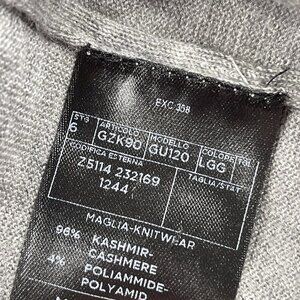 EXC 358
STG ARTICOLO MODELLO COLORE
6 GZK90 GU120 LGG
CODIFICA ESTERNA
Z5114 232169
1244
TAGLIA/STAT
MAGLIA-KNITWEAR
96% KASHMIR-
CASHMERE
4% POLIAMMIDE-
POLYAMID